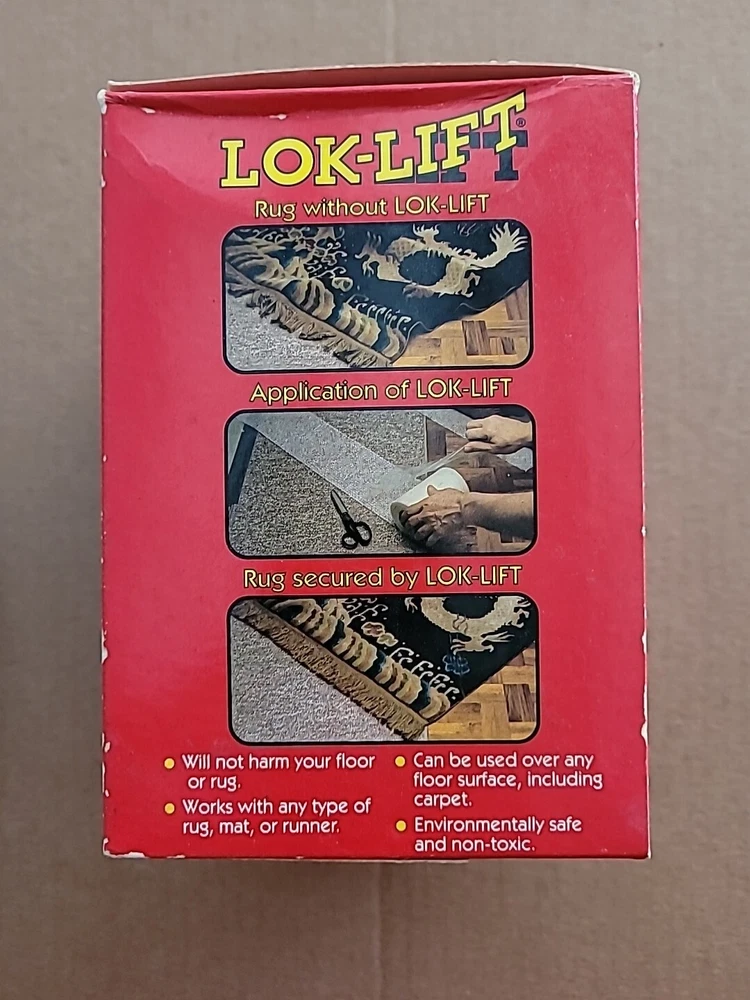 LOK-LIFT®
Rug without LOK-LIFT
Application of LOK-LIFT
Rug secured by LOK-LIFT
• Will not harm your floor
or rug.
• Works with any type of
rug, mat, or runner.
• Can be used over any
floor surface, including
carpet.
• Environmentally safe
and non-toxic.